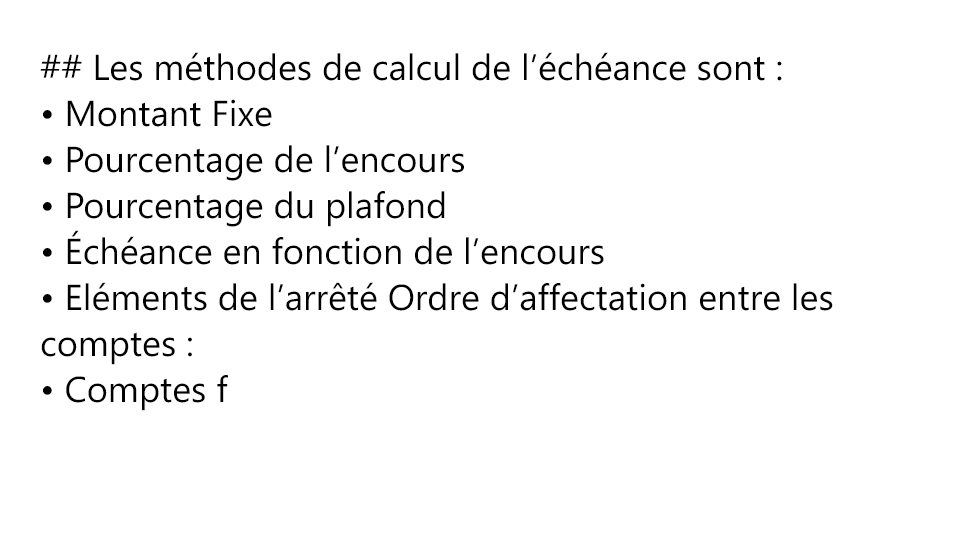 ## Les méthodes de calcul de l’échéance sont :
• Montant Fixe
• Pourcentage de l’encours
• Pourcentage du plafond
• Échéance en fonction de l’encours
• Eléments de l’arrêté Ordre d’affectation entre les
comptes :
• Comptes f